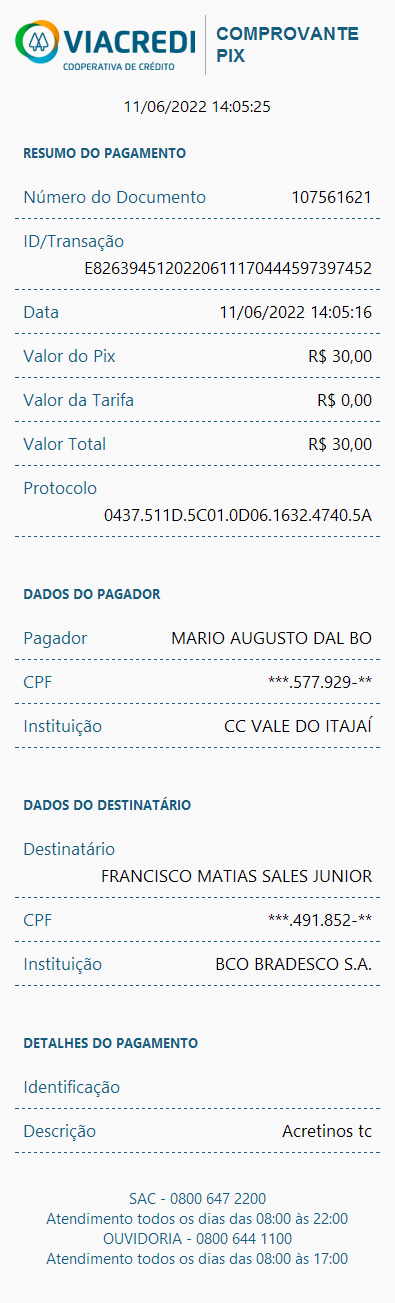 VIACREDI
COOPERATIVA DE CRÉDITO
COMPROVANTE
PIX
11/06/2022 14:05:25
RESUMO DO PAGAMENTO
Número do Documento 107561621
ID/Transação
E82639451202206111170444597397452
Data 11/06/2022 14:05:16
Valor do Pix R$ 30,00
Valor da Tarifa R$ 0,00
Valor Total R$ 30,00
Protocolo
0437.511D.5C01.0D06.1632.4740.5A
DADOS DO PAGADOR
Pagador MARIO AUGUSTO DAL BO
CPF ***.577.929-**
Instituição CC VALE DO ITAJAÍ
DADOS DO DESTINATÁRIO
Destinatário
FRANCISCO MATIAS SALES JUNIOR
CPF ***.491.852-**
Instituição BCO BRADESCO S.A.
DETALHES DO PAGAMENTO
Identificação
Descrição Acretinos tc
SAC - 0800 647 2200
Atendimento todos os dias das 08:00 às 22:00
OUVIDORIA - 0800 644 1100
Atendimento todos os dias das 08:00 às 17:00